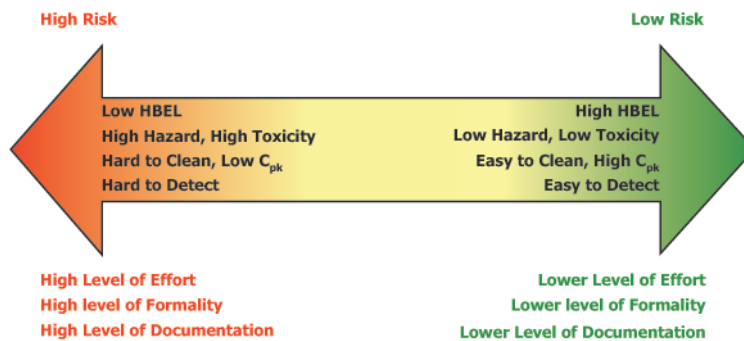 High Risk
Low Risk
Low HBEL
High Hazard, High Toxicity
Hard to Clean, Low Cpk
Hard to Detect
High HBEL
Low Hazard, Low Toxicity
Easy to Clean, High Cpk
Easy to Detect
High Level of Effort
High level of Formality
High Level of Documentation
Lower Level of Effort
Lower level of Formality
Lower Level of Documentation